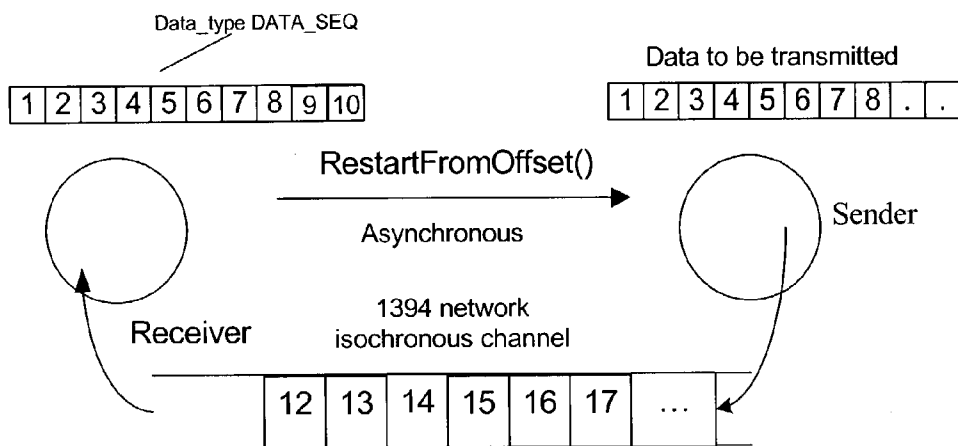 Data_type DATA_SEQ
Data to be transmitted
1 2 3 4 5 6 7 8 9 10
1 2 3 4 5 6 7 8 . .
RestartFromOffset()
Asynchronous
Sender
1394 network
isochronous channel
Receiver
12 13 14 15 16 17 ...